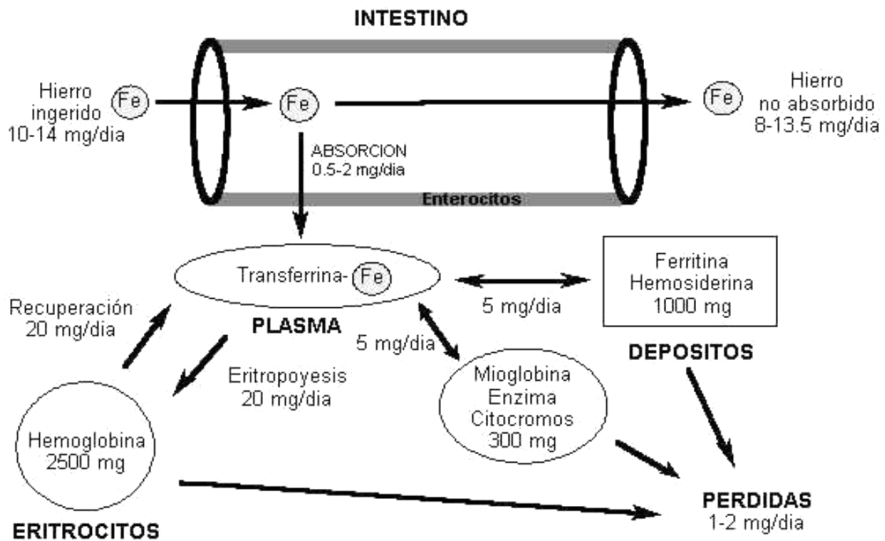 INTESTINO
Hierro
ingerido
10-14 mg/dia
Fe
Fe
Fe
Hierro
no absorbido
8-13.5 mg/dia
ABSORCION
0.5-2 mg/dia
Enterocitos
Transferrina- Fe
PLASMA
5 mg/dia
Ferritina
Hemosiderina
1000 mg
DEPOSITOS
Recuperación
20 mg/dia
Eritropoyesis
20 mg/dia
5 mg/dia
Mioglobina
Enzima
Citocromos
300 mg
Hemoglobina
2500 mg
ERITROCITOS
PERDIDAS
1-2 mg/dia